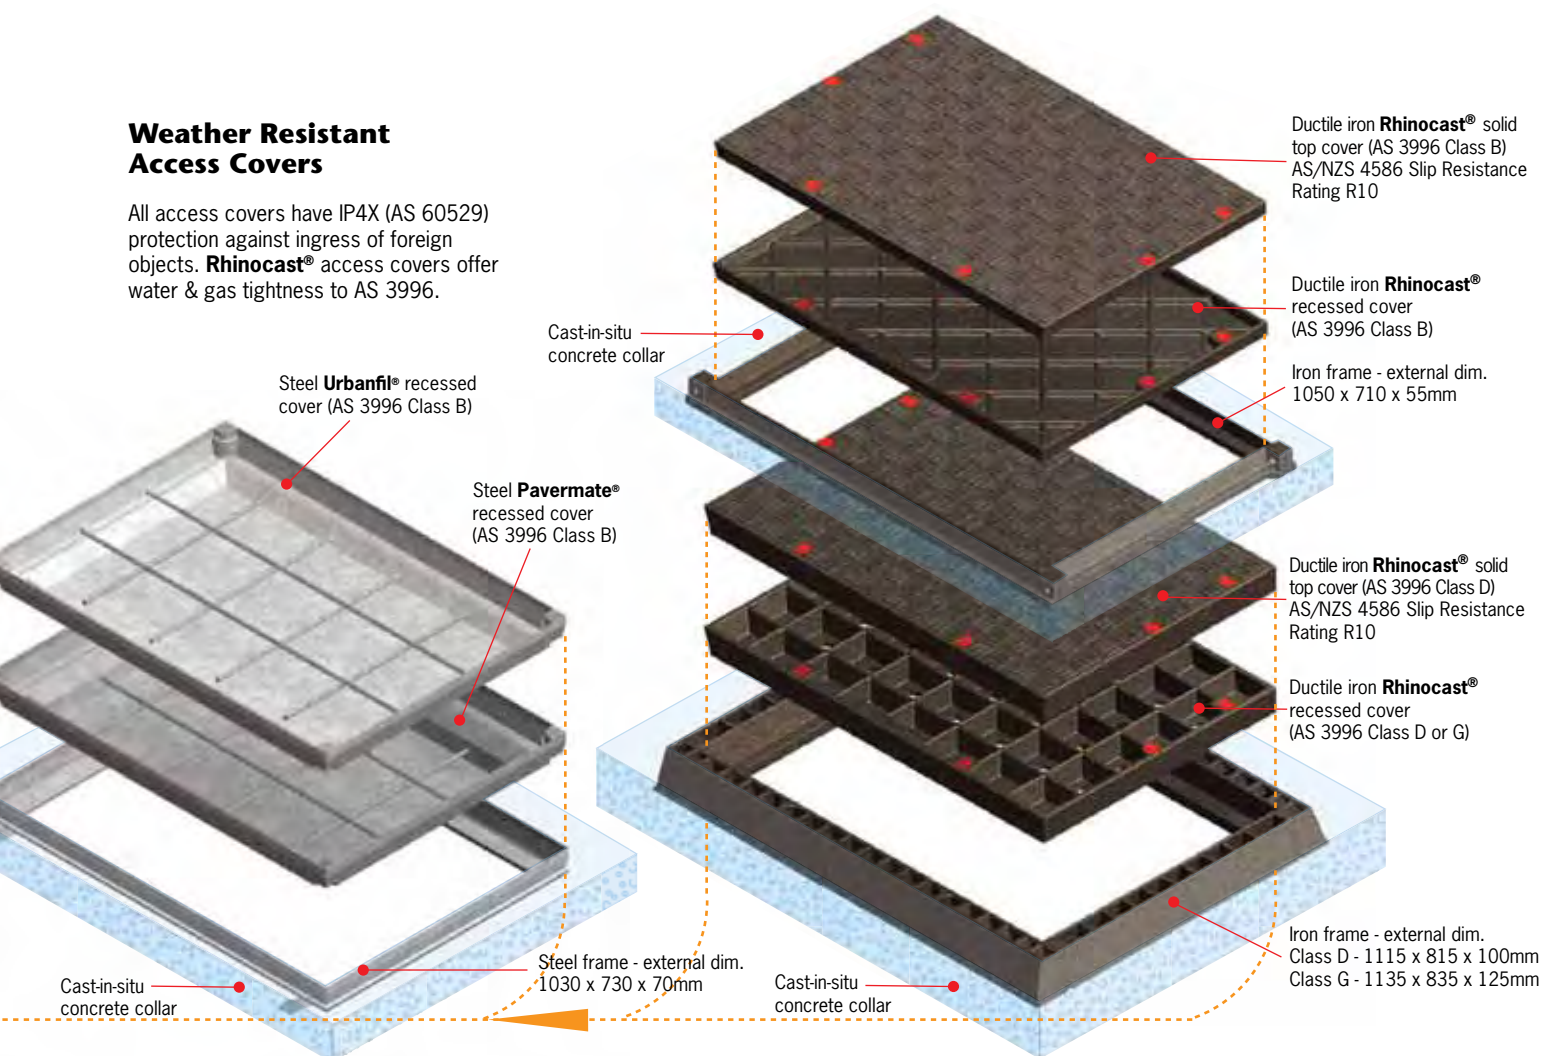 Weather Resistant
Access Covers
All access covers have IP4X (AS 60529)
protection against ingress of foreign
objects. Rhinocast® access covers offer
water & gas tightness to AS 3996.
Steel Urbanfil® recessed
cover (AS 3996 Class B)
Steel Pavermate®
recessed cover
(AS 3996 Class B)
Cast-in-situ
concrete collar
Steel frame - external dim.
1030 x 730 x 70mm
Cast-in-situ
concrete collar
Ductile iron Rhinocast® solid
top cover (AS 3996 Class B)
AS/NZS 4586 Slip Resistance
Rating R10
Ductile iron Rhinocast®
recessed cover
(AS 3996 Class B)
Iron frame - external dim.
1050 x 710 x 55mm
Ductile iron Rhinocast® solid
top cover (AS 3996 Class D)
AS/NZS 4586 Slip Resistance
Rating R10
Ductile iron Rhinocast®
recessed cover
(AS 3996 Class D or G)
Iron frame - external dim.
Class D - 1115 x 815 x 100mm
Class G - 1135 x 835 x 125mm
Cast-in-situ
concrete collar